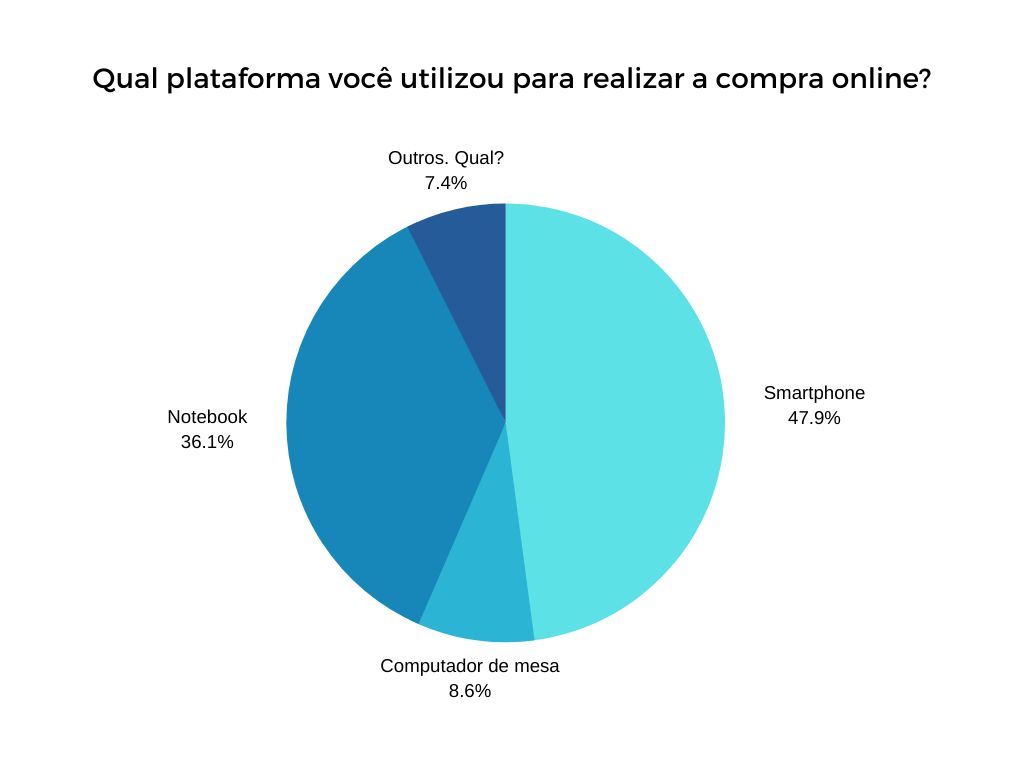 Qual plataforma você utilizou para realizar a compra online?
Outros. Qual?
7.4%
Smartphone
47.9%
Notebook
36.1%
Computador de mesa
8.6%